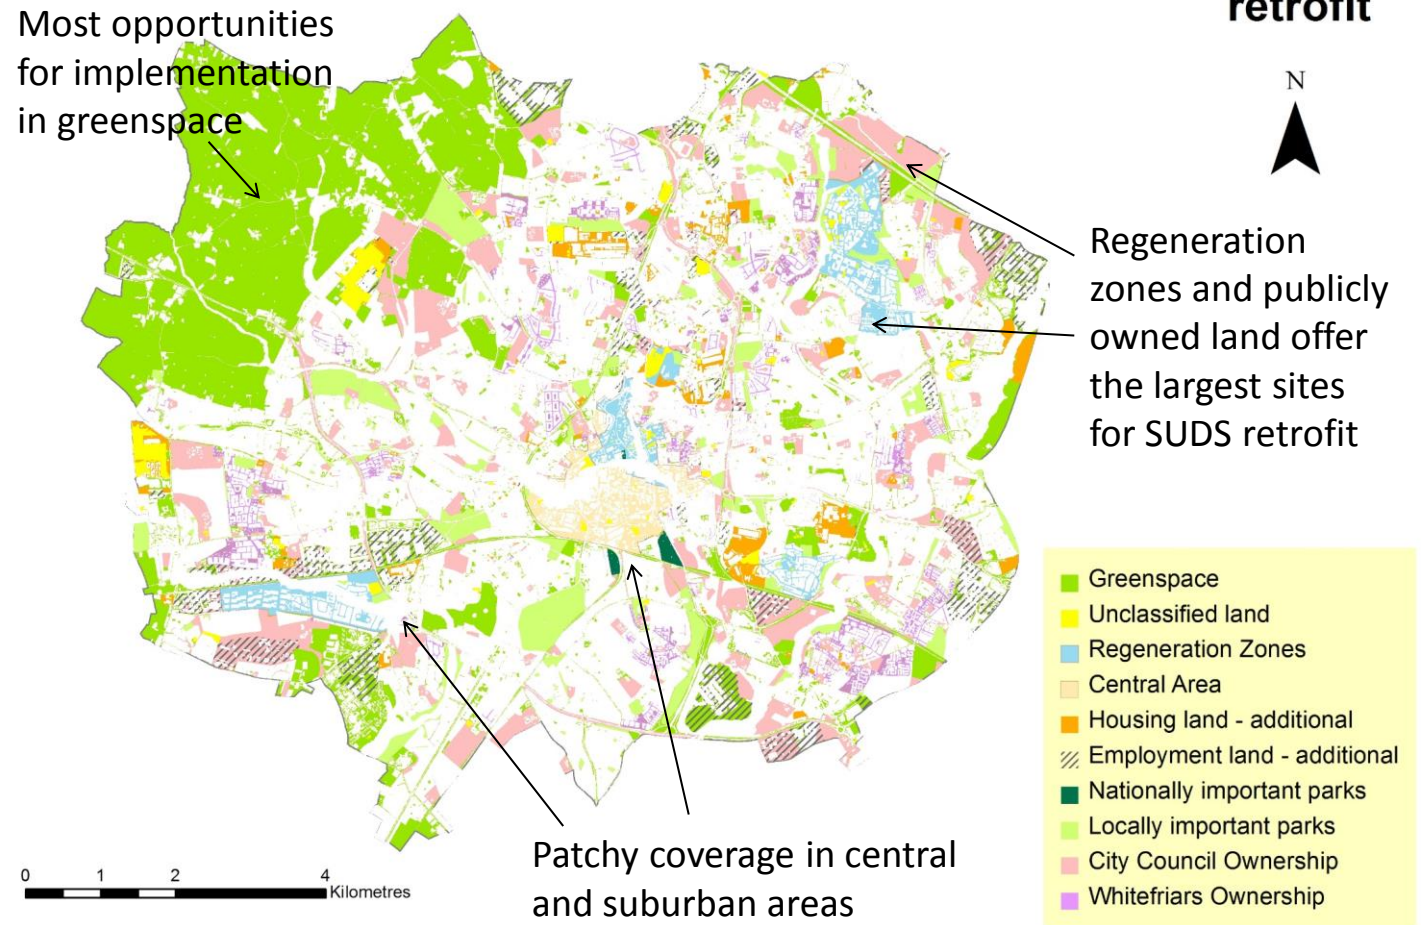 retrofit
Most opportunities
for implementation
in greenspace
N
Regeneration
zones and publicly
owned land offer
the largest sites
for SUDS retrofit
Greenspace
Unclassified land
Regeneration Zones
Central Area
Housing land - additional
Employment land - additional
Nationally important parks
Locally important parks
City Council Ownership
Whitefriars Ownership
Patchy coverage in central
and suburban areas
0 1 2 4
Kilometres